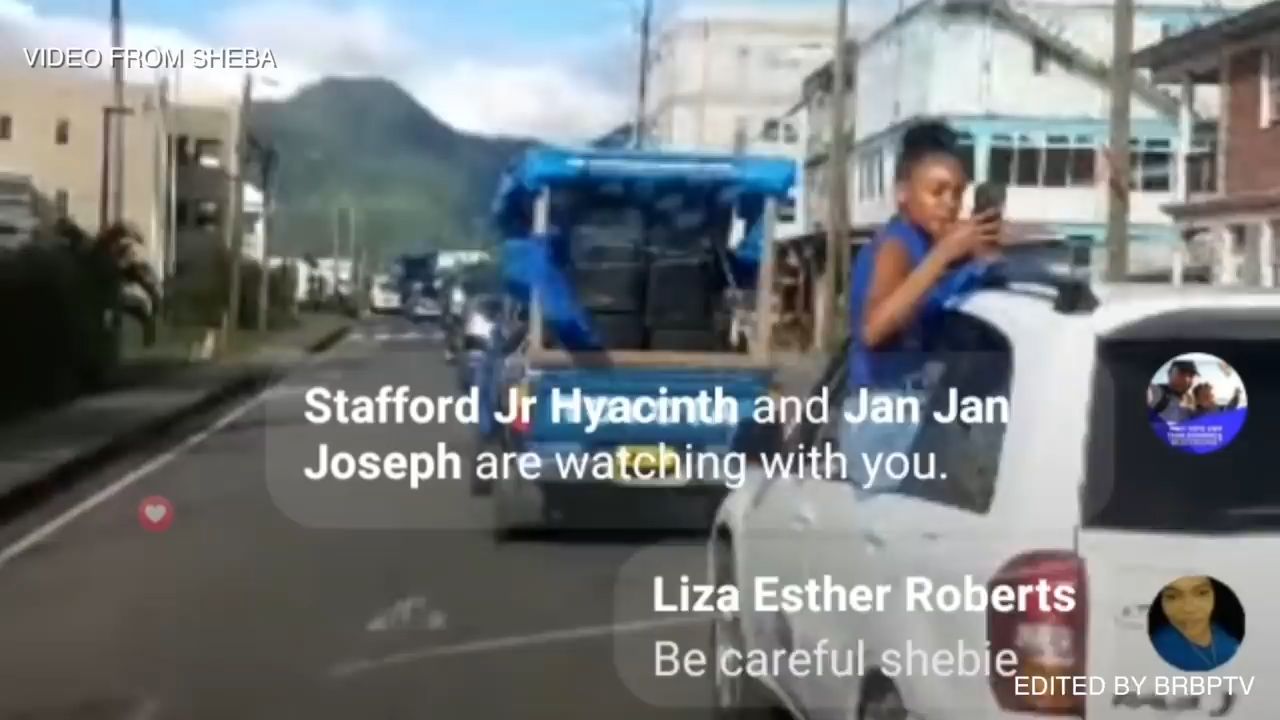 VIDEO FROM SHEBA
Stafford Jr Hyacinth and Jan Jan
Joseph are watching with you.
Liza Esther Roberts
Be careful shebie
EDITED BY BRBPTV